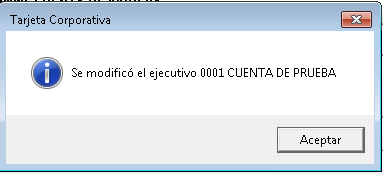 Tarjeta Corporativa
Se modificó el ejecutivo 0001 CUENTA DE PRUEBA
Aceptar